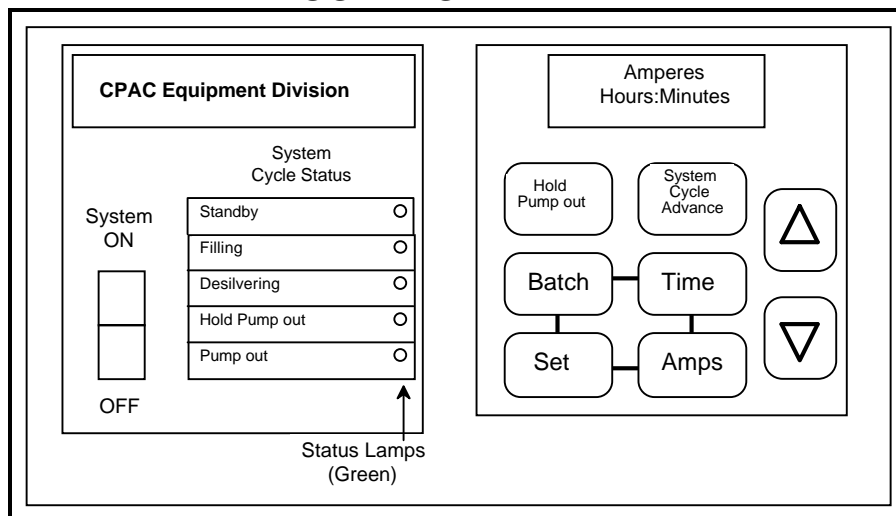 CPAC Equipment Division
System
Cycle Status
System
ON
OFF
Standby
Filling
Desilvering
Hold Pump out
Pump out
Status Lamps
(Green)
Amperes
Hours:Minutes
Hold
Pump out
System
Cycle
Advance
Batch
Time
Set
Amps